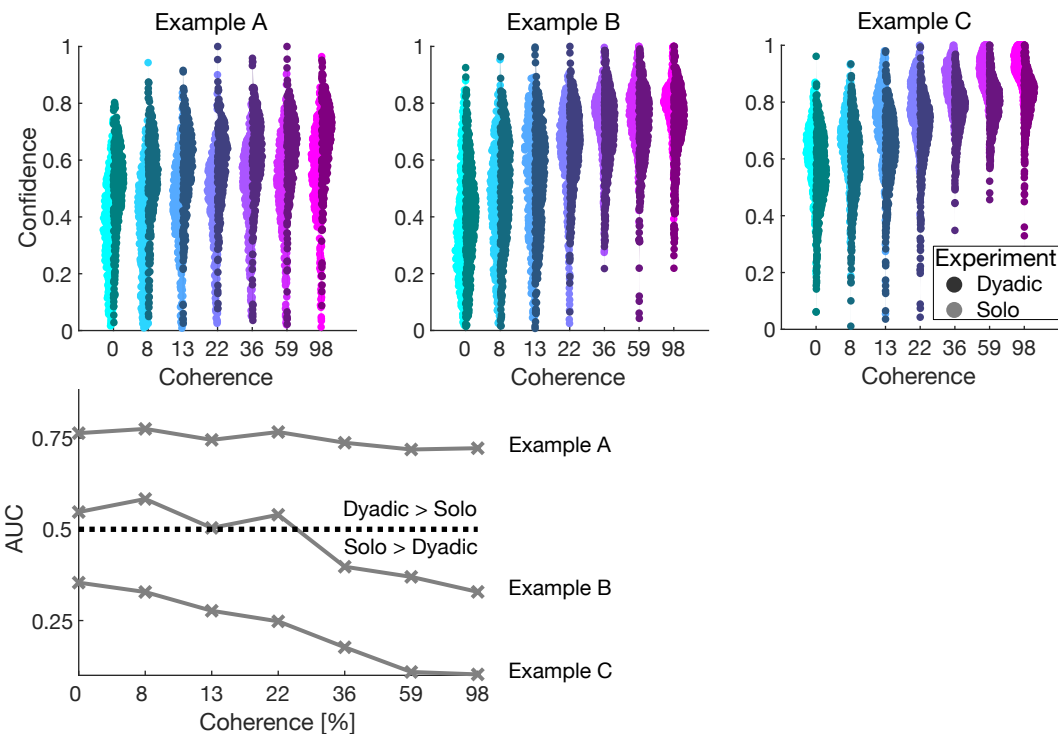 Example A
1
0.8
0.6
0.4
0.2
0
Confidence
0 8 13 22 36 59 98
Coherence
Example B
1
0.8
0.6
0.4
0.2
0
0 8 13 22 36 59 98
Coherence
Example C
1
0.8
0.6
0.4
0.2
0
Experiment
Dyadic
Solo
0 8 13 22 36 59 98
Coherence
0.75
0.5
0.25
AUC
Example A
Dyadic > Solo
Solo > Dyadic
Example B
Example C
0 8 13 22 36 59 98
Coherence [%]